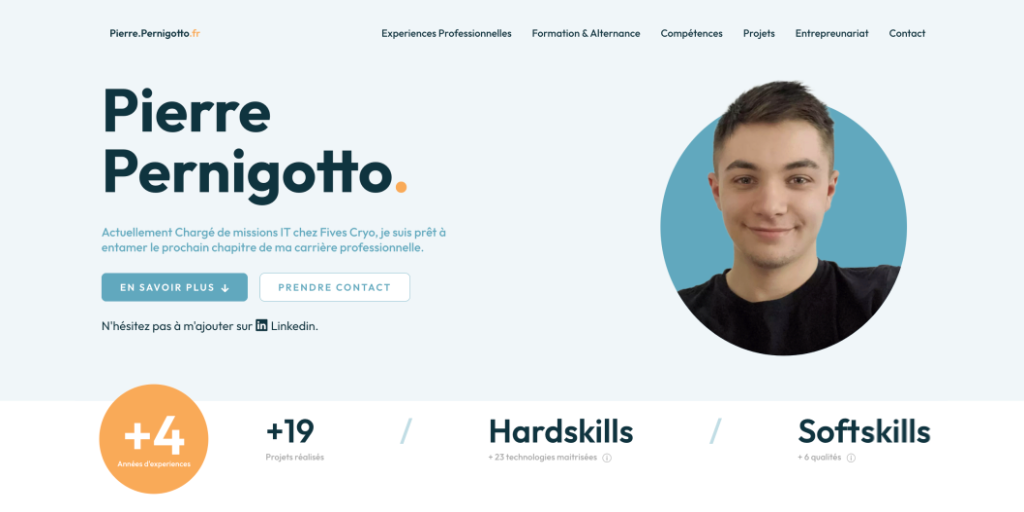 Pierre.Pernigotto.fr
Experiences Professionnelles
Formation & Alternance
Compétences
Projets
Entrepreunariat
Contact
Pierre
Pernigotto.
Actuellement Chargé de missions IT chez Fives Cryo, je suis prêt à
entamer le prochain chapitre de ma carrière professionnelle.
EN SAVOIR PLUS ↓
PRENDRE CONTACT
N'hésitez pas à m'ajouter sur in Linkedin.
+4
Années d'experiences
+19
Projets réalisés
/
Hardskills
+ 23 technologies maitrisées
/
Softskills
+ 6 qualités